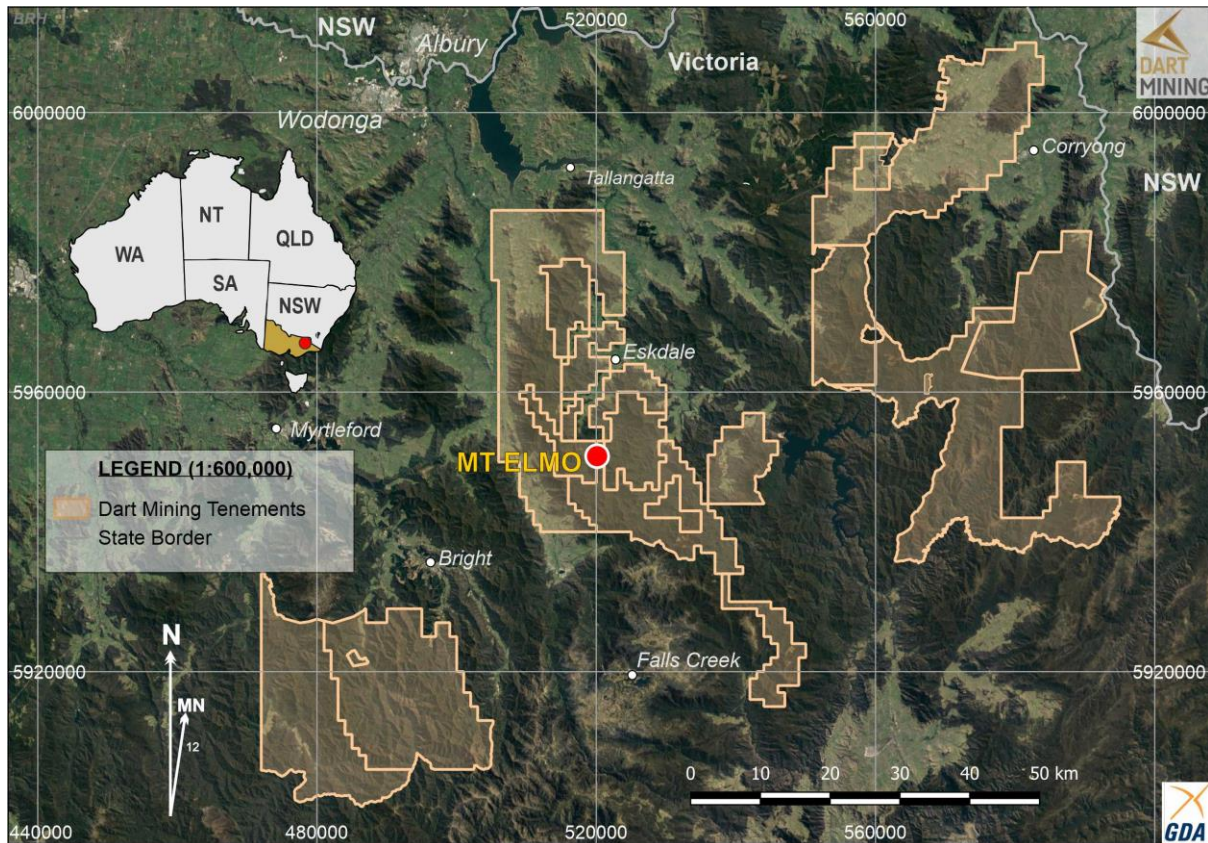 BRH
NSW
520000
560000
Albury
Victoria
DART
MINING
6000000
6000000
Wodonga
Corryong
Tallangatta
NSW
NT
QLD
WA
SA
NSW
Eskdale
5960000
5960000
Myrtleford
MT ELMO
LEGEND (1:600,000)
Dart Mining Tenements
State Border
Bright
N
5920000
Falls Creek
5920000
MN
12
0 10 20 30 40 50 km
440000
480000
520000
560000
GDA